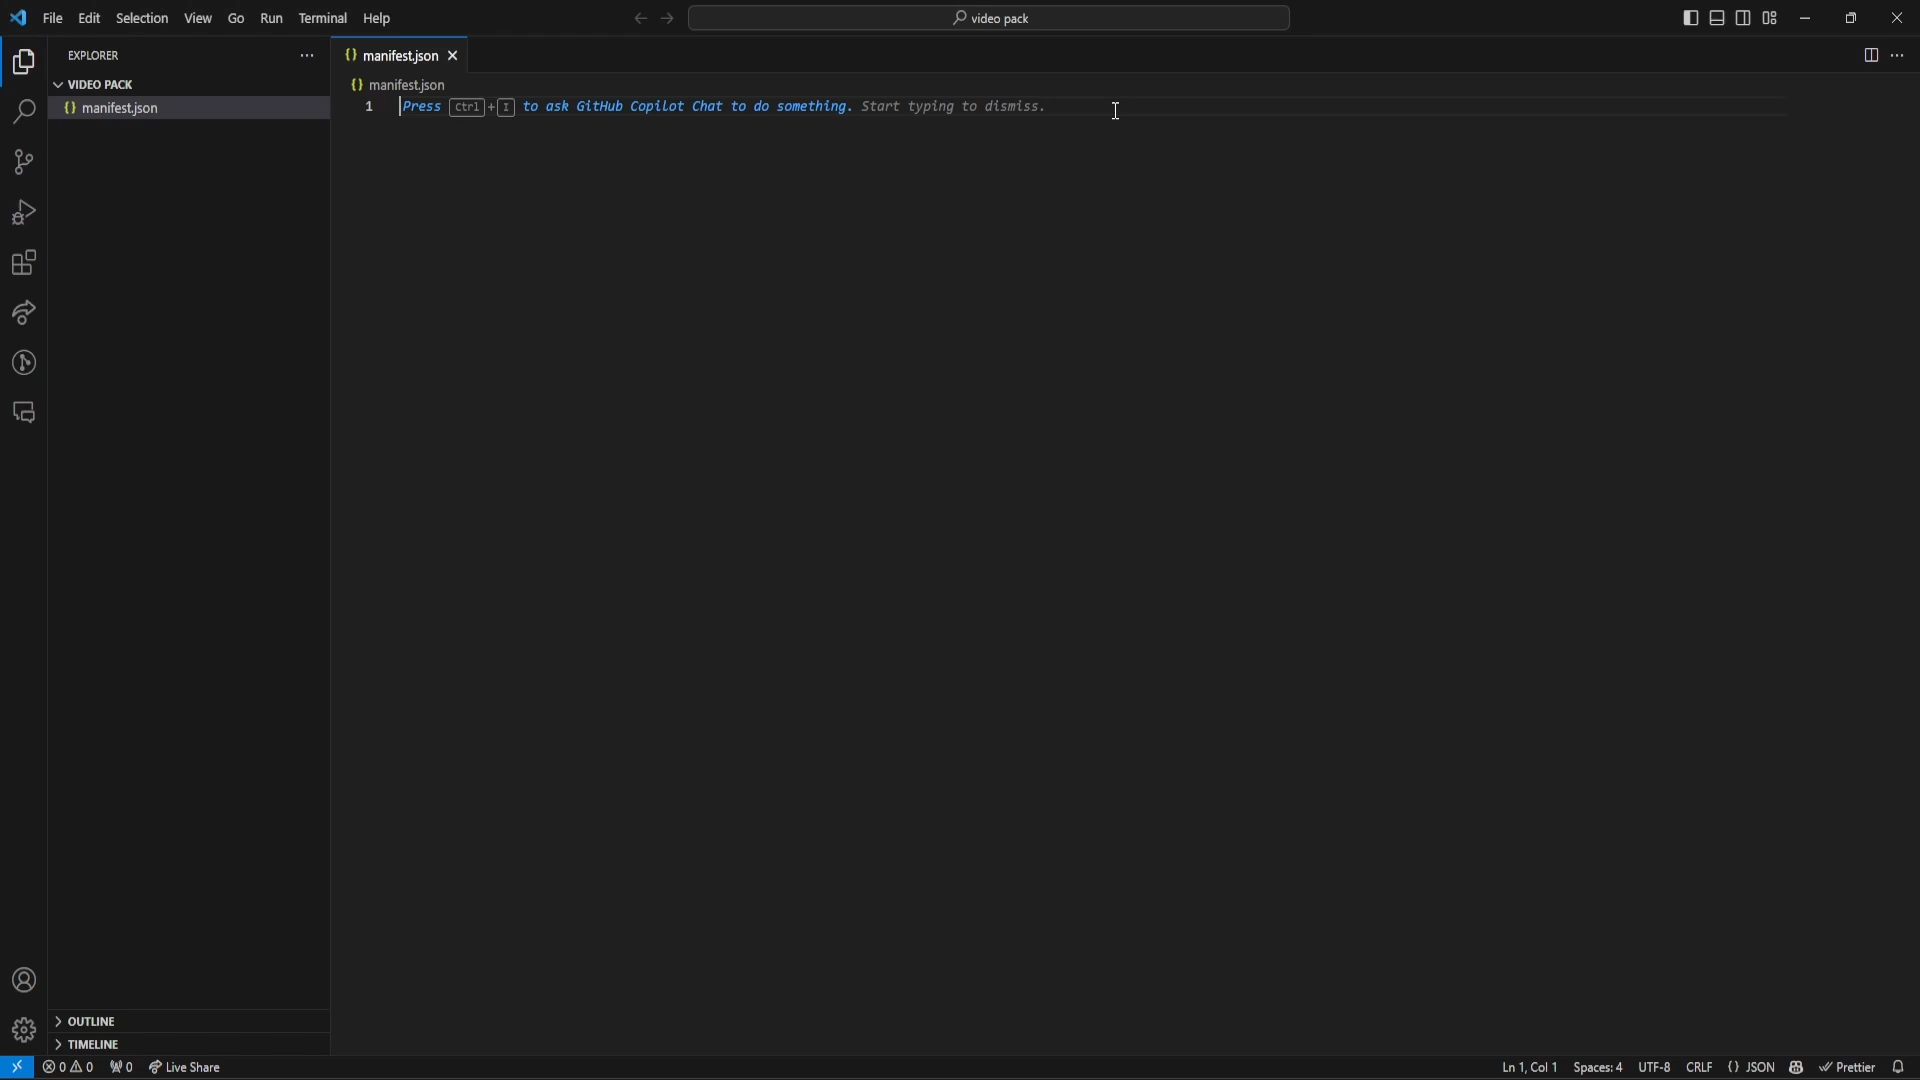 File Edit Selection View Go Run Terminal Help
video pack
EXPLORER
manifest.json
VIDEO PACK
manifest.json
manifest.json
1 Press Ctrl+I to ask GitHub Copilot Chat to do something. Start typing to dismiss.
OUTLINE
TIMELINE
0 0 0 Live Share Ln 1, Col 1 Spaces: 4 UTF-8 CRLF {} JSON Prettier